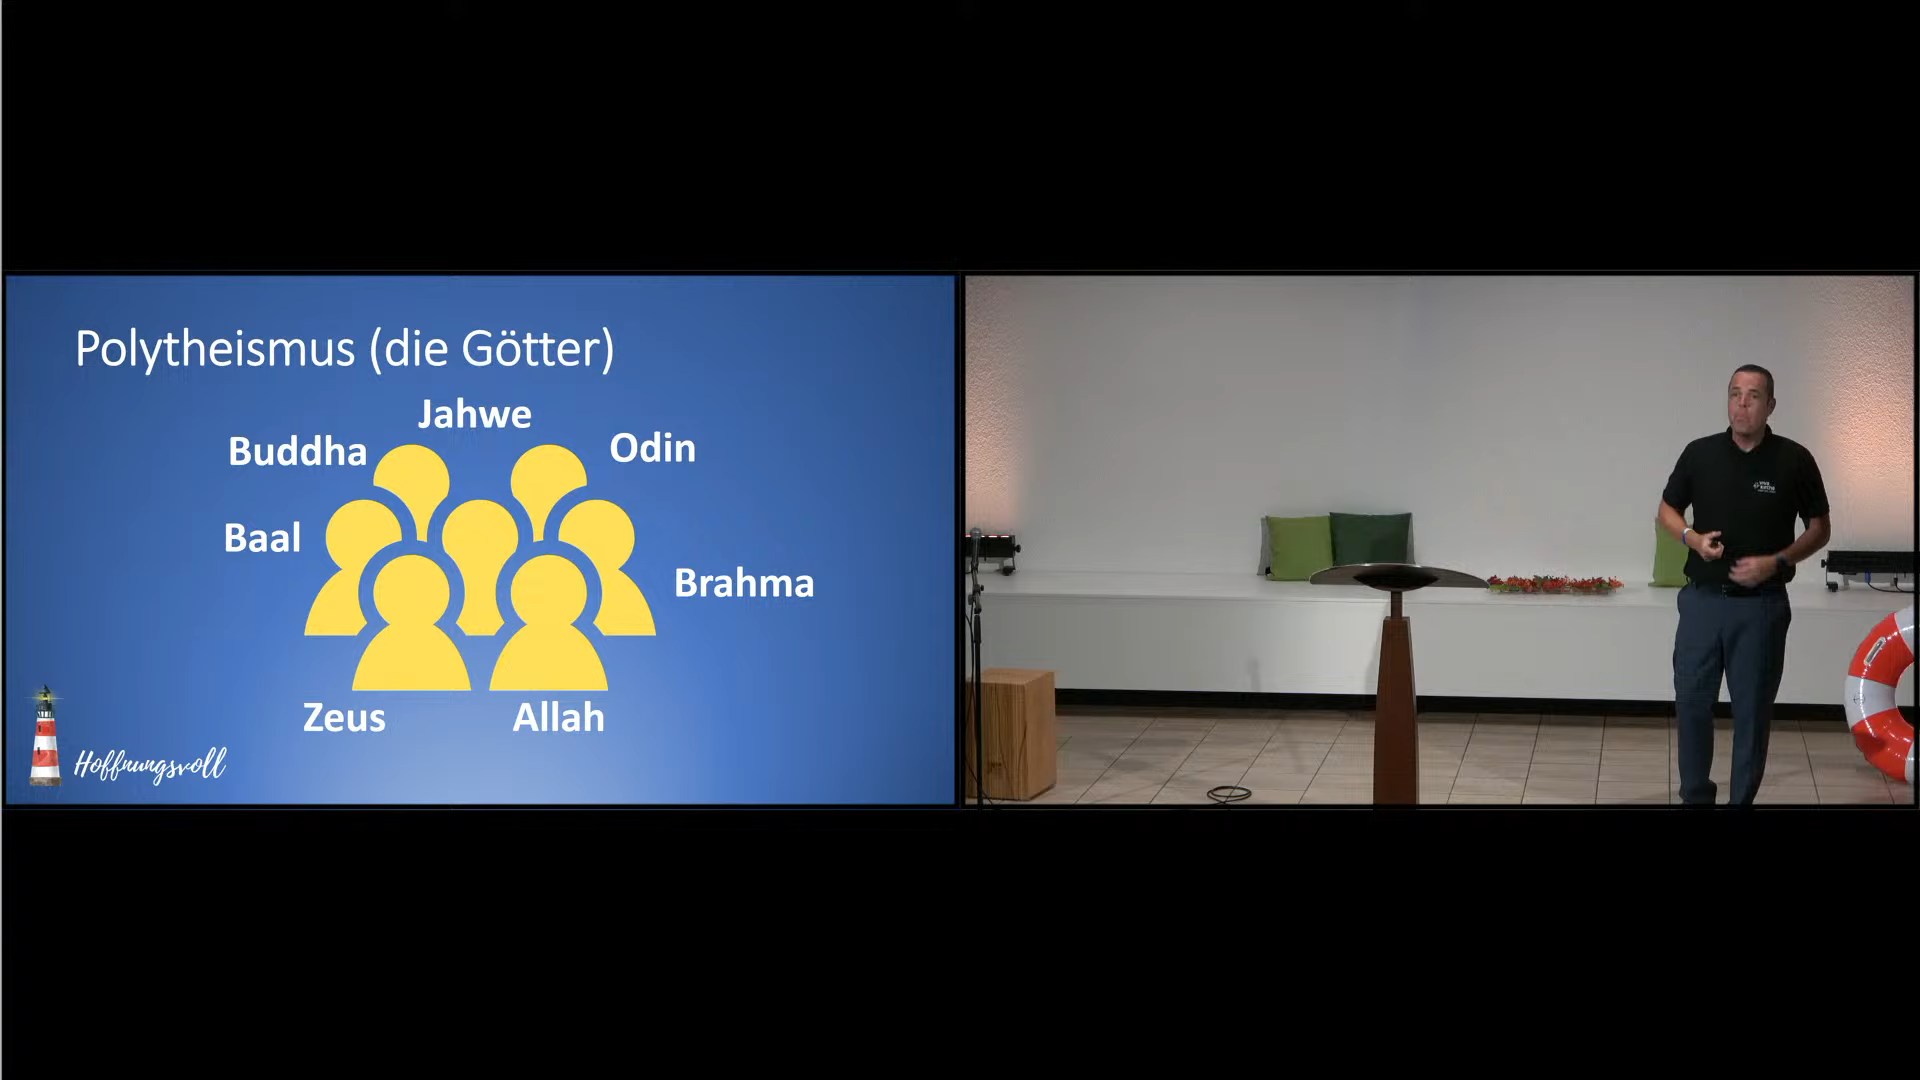 Polytheismus (die Götter)
Jahwe
Buddha
Odin
Baal
Brahma
Zeus
Allah
Hoffnungsvoll